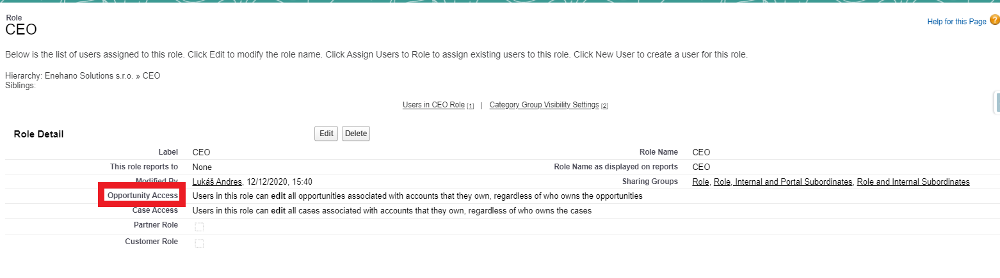 Role
CEO
Help for this Page ?
Below is the list of users assigned to this role. Click Edit to modify the role name. Click Assign Users to Role to assign existing users to this role. Click New User to create a user for this role.
Hierarchy: Enehano Solutions s.r.o. » CEO
Siblings:
Users in CEO Role [1] | Category Group Visibility Settings [2]
Role Detail Edit Delete
Label CEO Role Name CEO
This role reports to None Role Name as displayed on reports CEO
Modified By Lukáš Andres, 12/12/2020, 15:40 Sharing Groups Role, Role, Internal and Portal Subordinates, Role and Internal Subordinates
Opportunity Access Users in this role can edit all opportunities associated with accounts that they own, regardless of who owns the opportunities
Case Access Users in this role can edit all cases associated with accounts that they own, regardless of who owns the cases
Partner Role
Customer Role